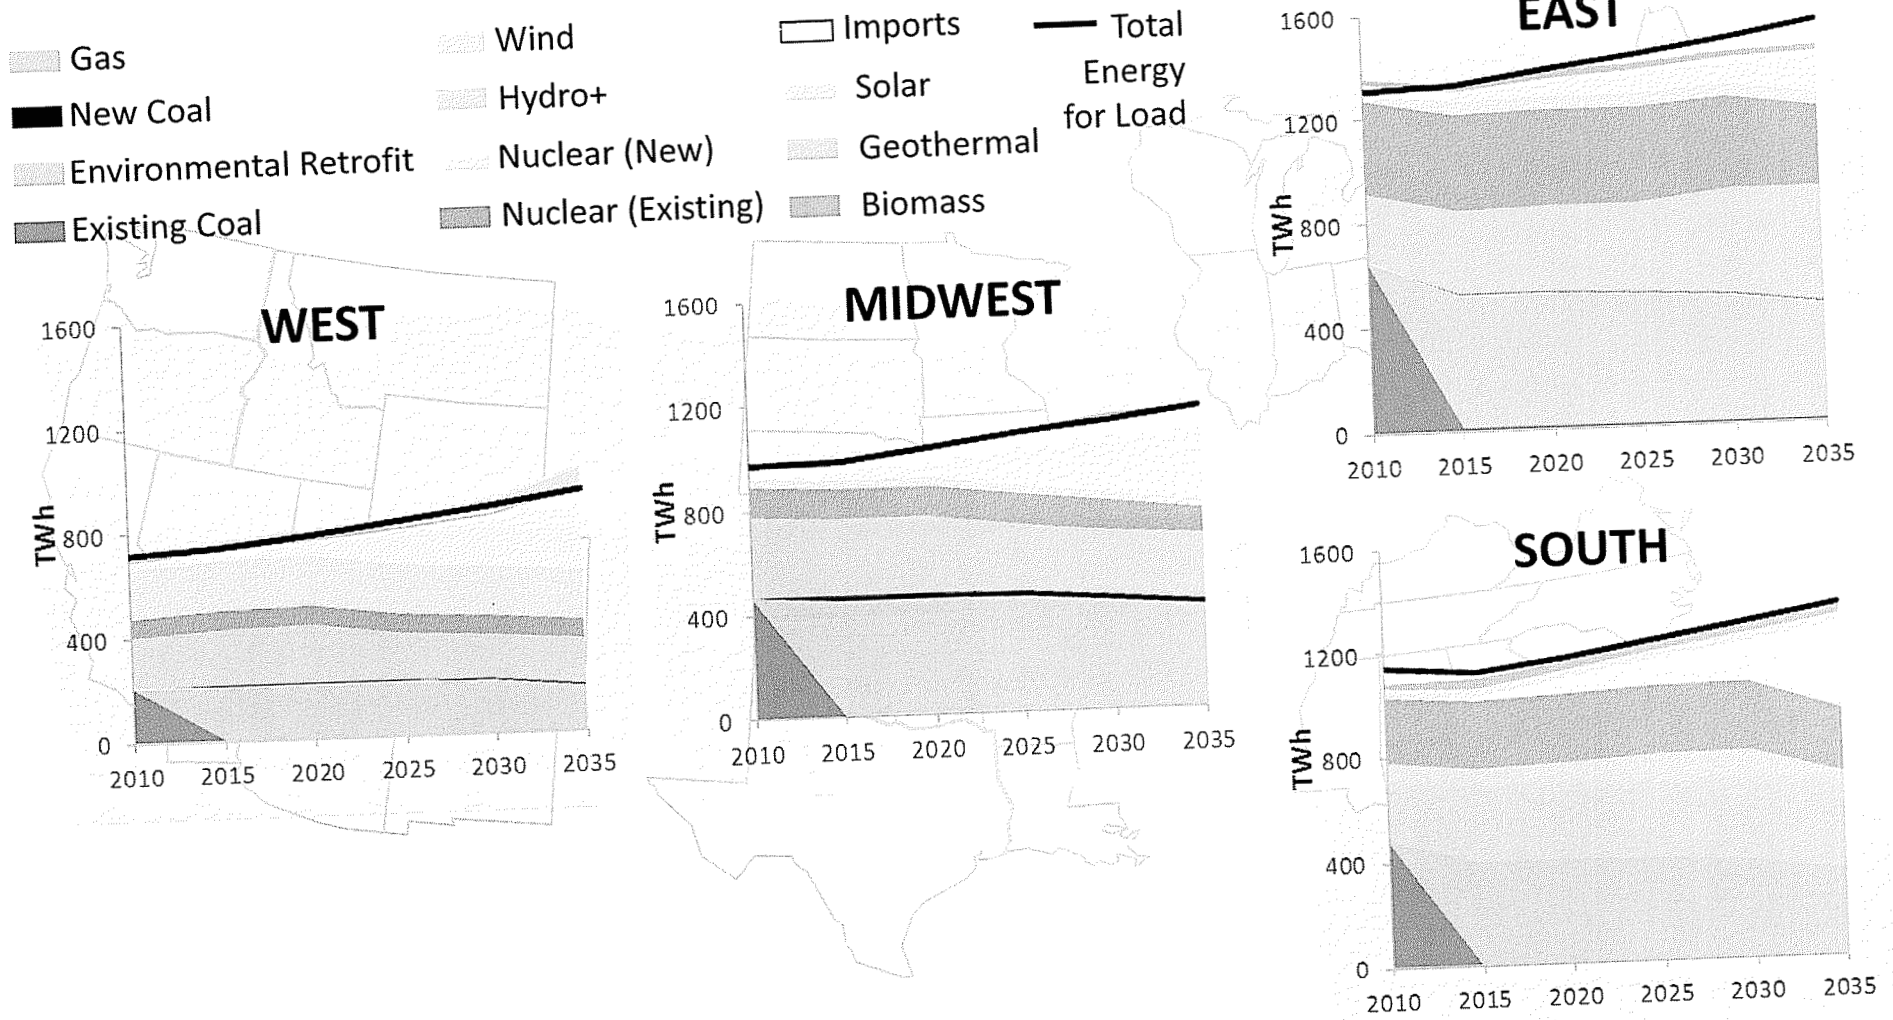 Gas
New Coal
Environmental Retrofit
Existing Coal
Wind
Hydro+
Nuclear (New)
Nuclear (Existing)
Imports
Solar
Geothermal
Biomass
Total
Energy
for Load
WEST
TWh
1600
1200
800
400
0
2010 2015 2020 2025 2030 2035
MIDWEST
TWh
1600
1200
800
400
0
2010 2015 2020 2025 2030 2035
EAST
TWh
1600
1200
800
400
0
2010 2015 2020 2025 2030 2035
SOUTH
TWh
1600
1200
800
400
0
2010 2015 2020 2025 2030 2035